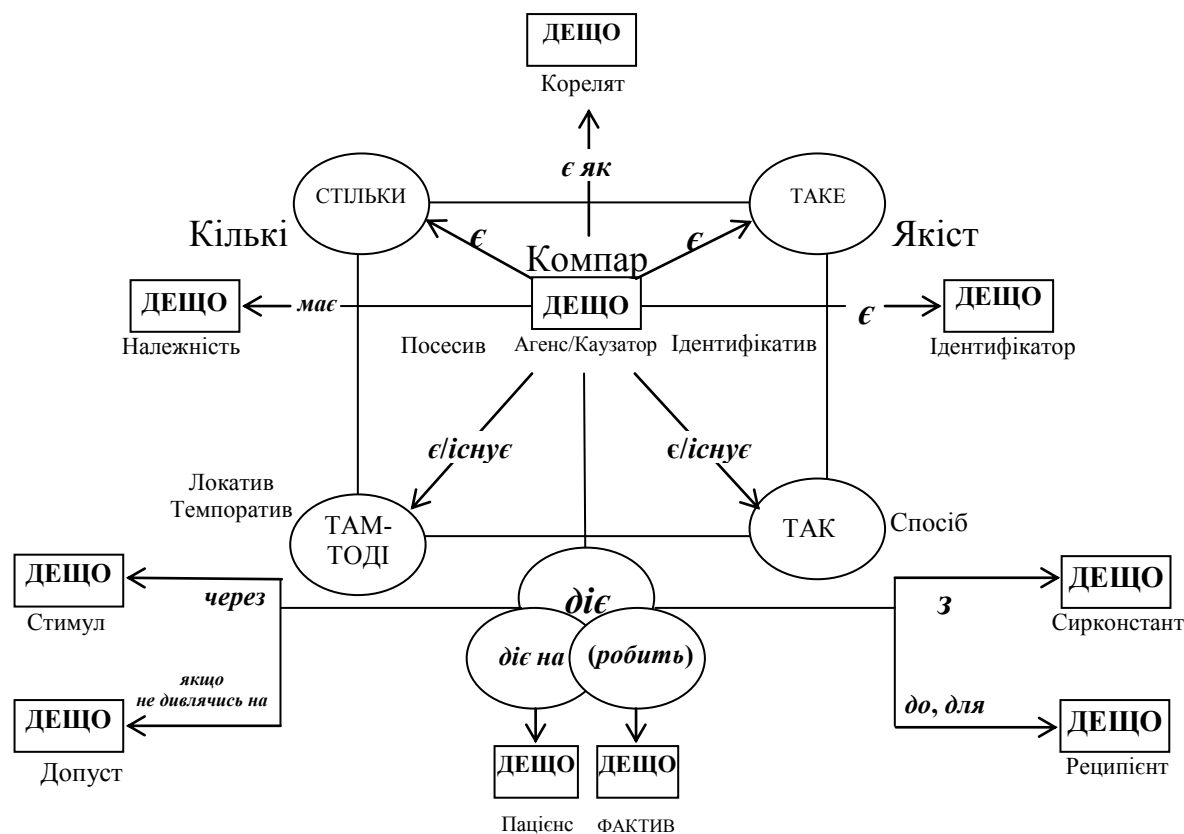 ДЕЩО
Корелят
є як
СТІЛЬКИ
ТАКЕ
Кількі
є
Компар
є
Якіст
ДЕЩО
має
ДЕЩО
є
ДЕЩО
Належність
Посесив
Агенс/Каузатор
Ідентифікатив
Ідентифікатор
є/існує
є/існує
Локатив
Темпоратив
ТАМ-
ТОДІ
ТАК
Спосіб
ДЕЩО
через
діє
З
ДЕЩО
Стимул
Сирконстант
діє на
(робить)
якщо
не дивлячись на
до, для
ДЕЩО
ДЕЩО
Допуст
Реципієнт
ДЕЩО
ДЕЩО
Пацієнс
ФАКТИВ